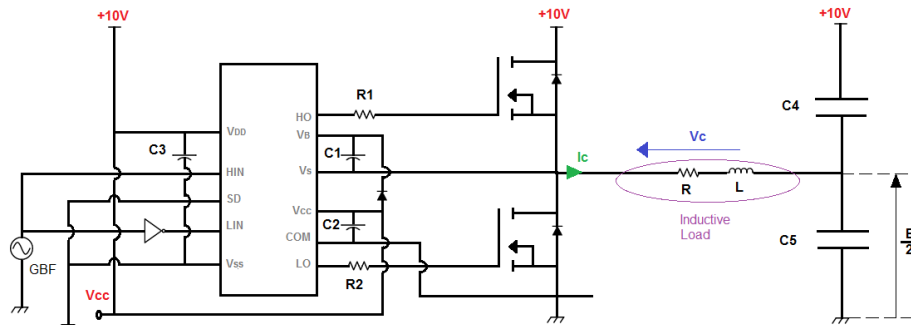 +10V
+10V
+10V
R1
HO
VDD
VB
C3
C1
C4
Vc
HIN
Vs
Ic
R
L
SD
Vcc
Inductive
Load
LIN
C2
COM
C5
E
2
GBF
Vss
LO
R2
Vcc